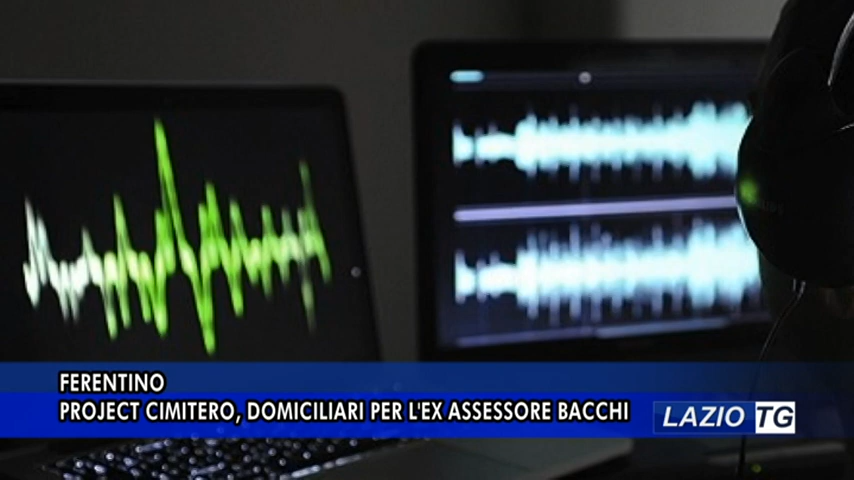 FERENTINO
PROJECT CIMITERO, DOMICILIARI PER L'EX ASSESSORE BACCHI
LAZIO TG